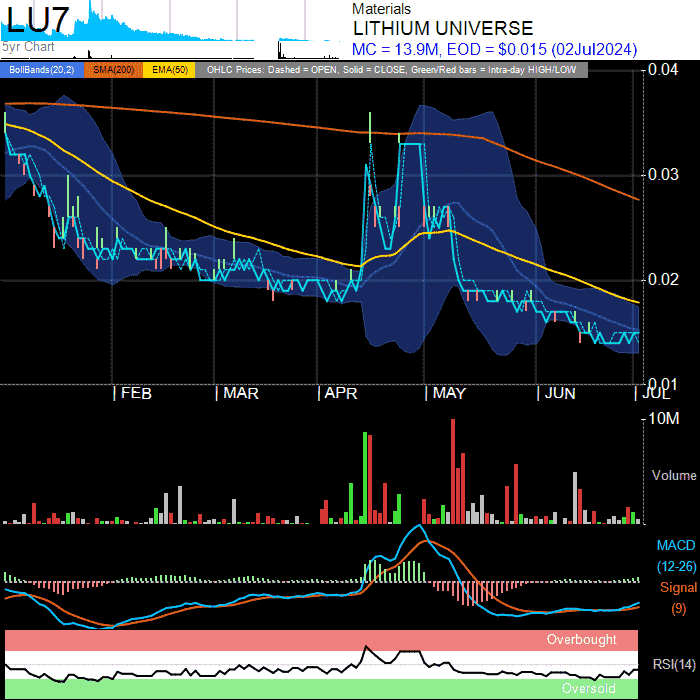 LU7
5yr Chart
Materials
LITHIUM UNIVERSE
MC = 13.9M, EOD = $0.015 (02Jul2024)
BollBands(20,2)
SMA(200)
EMA(50)
OHLC Prices: Dashed = OPEN, Solid = CLOSE, Green/Red bars = Intra-day HIGH/LOW
0.04
0.03
0.02
0.01
FEB
MAR
APR
MAY
JUN
JUL
10M
Volume
MACD
(12-26)
Signal
(9)
Overbought
RSI(14)
Oversold